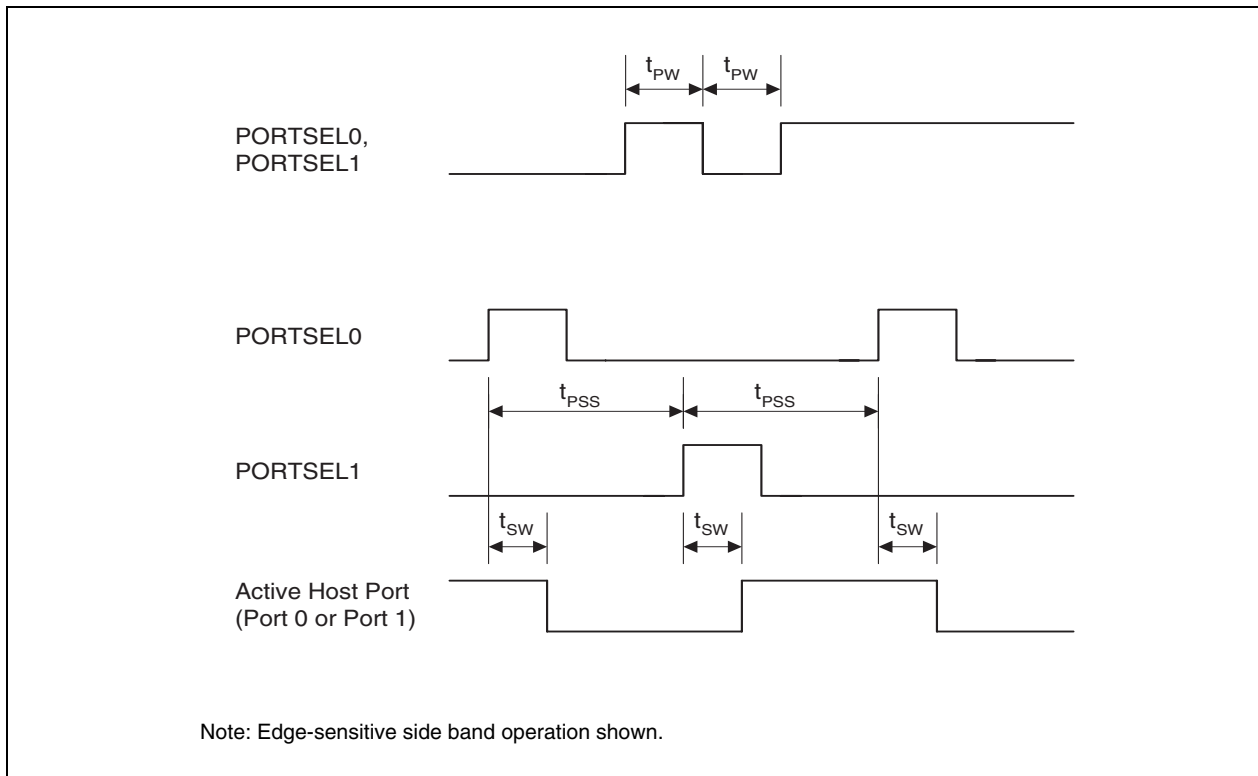 tPW tPW
PORTSEL0,
PORTSEL1
PORTSEL0
tPSS tPSS
PORTSEL1
tSW tSW tSW
Active Host Port
(Port 0 or Port 1)
Note: Edge-sensitive side band operation shown.